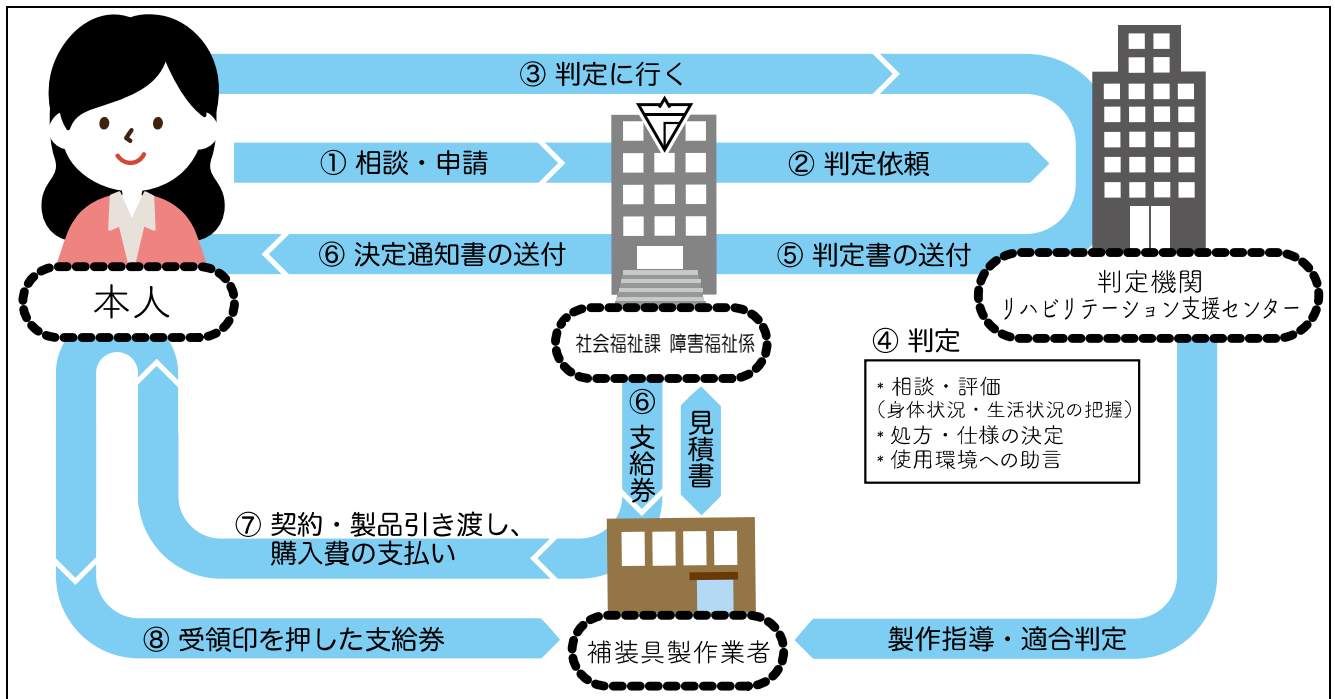 ③ 判定に行く
① 相談・申請
② 判定依頼
⑥ 決定通知書の送付
⑤ 判定書の送付
本人
判定機関
リハビリテーション支援センター
社会福祉課 障害福祉係
④ 判定
* 相談・評価
(身体状況・生活状況の把握)
* 処方・仕様の決定
* 使用環境への助言
⑥ 支給券
見積書
⑦ 契約・製品引き渡し、
購入費の支払い
⑧ 受領印を押した支給券
補装具製作業者
製作指導・適合判定